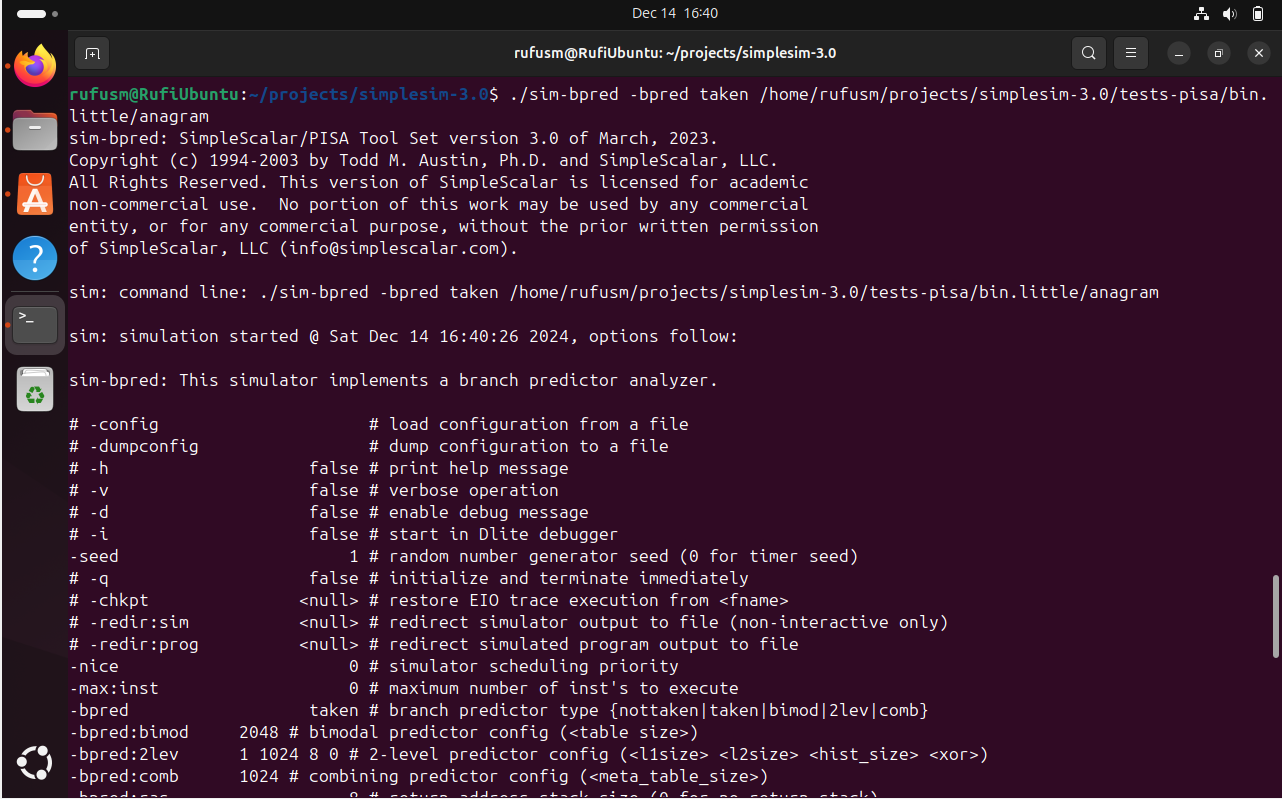 Dec 14 16:40
rufusm@RufiUbuntu: ~/projects/simplesim-3.0
rufusm@RufiUbuntu:~/projects/simplesim-3.0$ ./sim-bpred -bpred taken /home/rufusm/projects/simplesim-3.0/tests-pisa/bin.
little/anagram
sim-bpred: SimpleScalar/PISA Tool Set version 3.0 of March, 2023.
Copyright (c) 1994-2003 by Todd M. Austin, Ph.D. and SimpleScalar, LLC.
All Rights Reserved. This version of SimpleScalar is licensed for academic
non-commercial use.  No portion of this work may be used by any commercial
entity, or for any commercial purpose, without the prior written permission
of SimpleScalar, LLC (info@simplescalar.com).
sim: command line: ./sim-bpred -bpred taken /home/rufusm/projects/simplesim-3.0/tests-pisa/bin.little/anagram
sim: simulation started @ Sat Dec 14 16:40:26 2024, options follow:
sim-bpred: This simulator implements a branch predictor analyzer.
# -config                     # load configuration from a file
# -dumpconfig                 # dump configuration to a file
# -h                    false # print help message
# -v                    false # verbose operation
# -d                    false # enable debug message
# -i                    false # start in Dlite debugger
-seed                       1 # random number generator seed (0 for timer seed)
# -q                    false # initialize and terminate immediately
# -chkpt               <null> # restore EIO trace execution from <fname>
# -redir:sim           <null> # redirect simulator output to file (non-interactive only)
# -redir:prog          <null> # redirect simulated program output to file
-nice                       0 # simulator scheduling priority
-max:inst                   0 # maximum number of inst's to execute
-bpred                  taken # branch predictor type {nottaken|taken|bimod|2lev|comb}
-bpred:bimod     2048 # bimodal predictor config (<table size>)
-bpred:2lev      1 1024 8 0 # 2-level predictor config (<l1size> <l2size> <hist_size> <xor>)
-bpred:comb      1024 # combining predictor config (<meta_table_size>)
-bpred:ras                  8 # return address stack size (0 for no return stack)